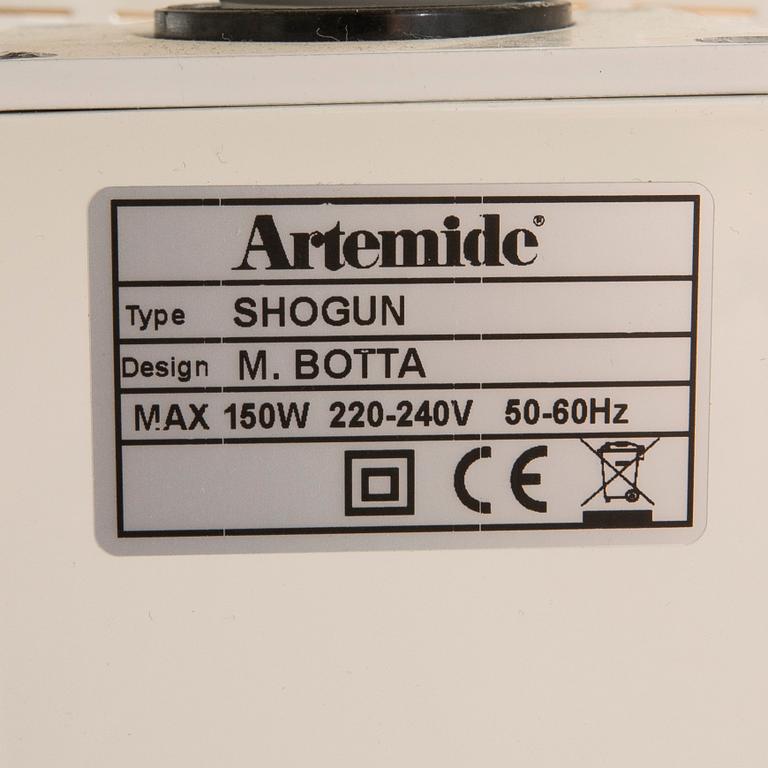 Artemide®
Type SHOGUN
Design M. BOTTA
MAX 150W 220-240V 50-60Hz
CE